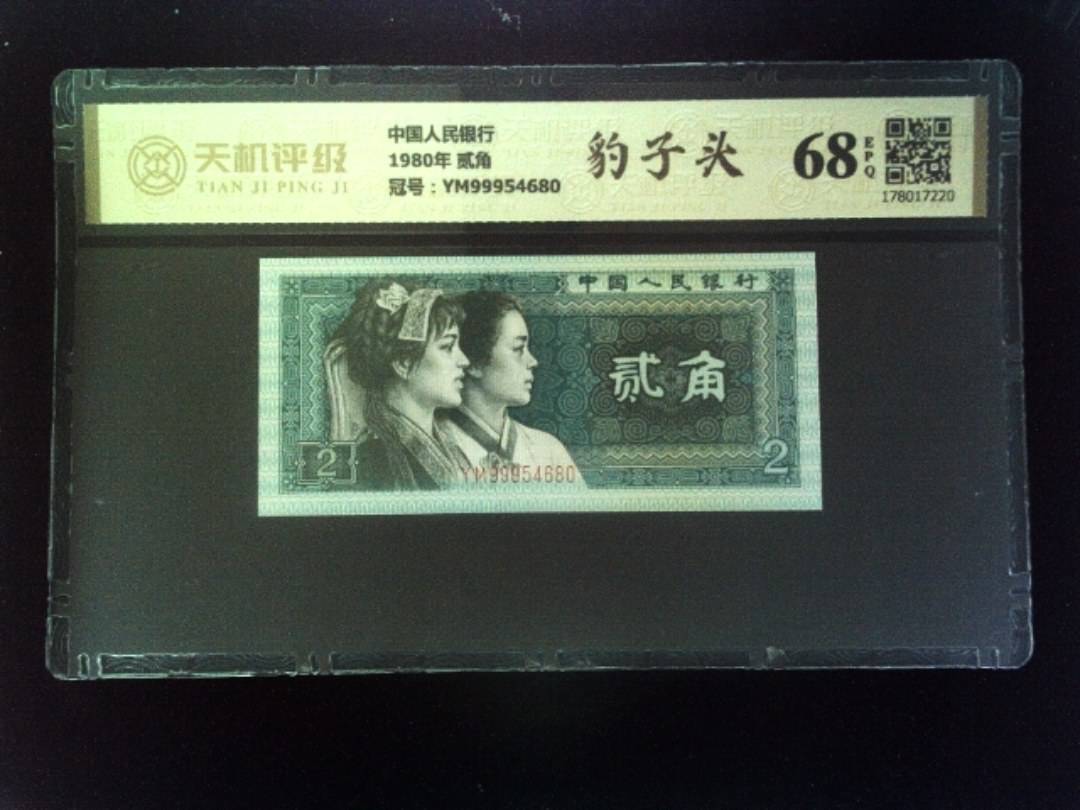 天机评级
TIAN JI PING JI
中国人民银行
1980年 贰角
冠号：YM99954680
豹子头
68
EPQ
178017220
中国人民银行
贰角
2
2
YM99954680